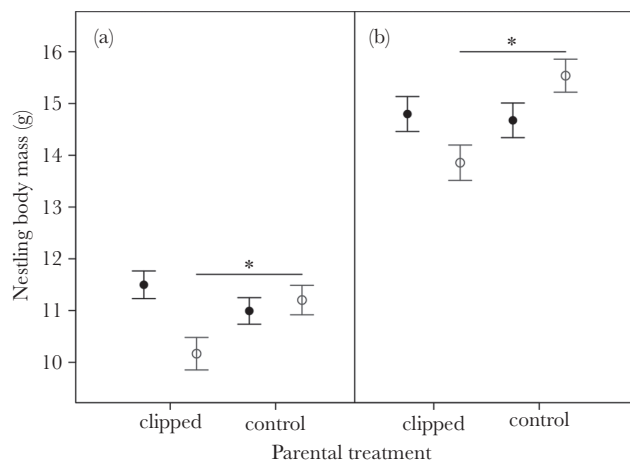 (a) (b)
* *
Nestling body mass (g)
16
15
14
13
12
11
10
clipped control clipped control
Parental treatment